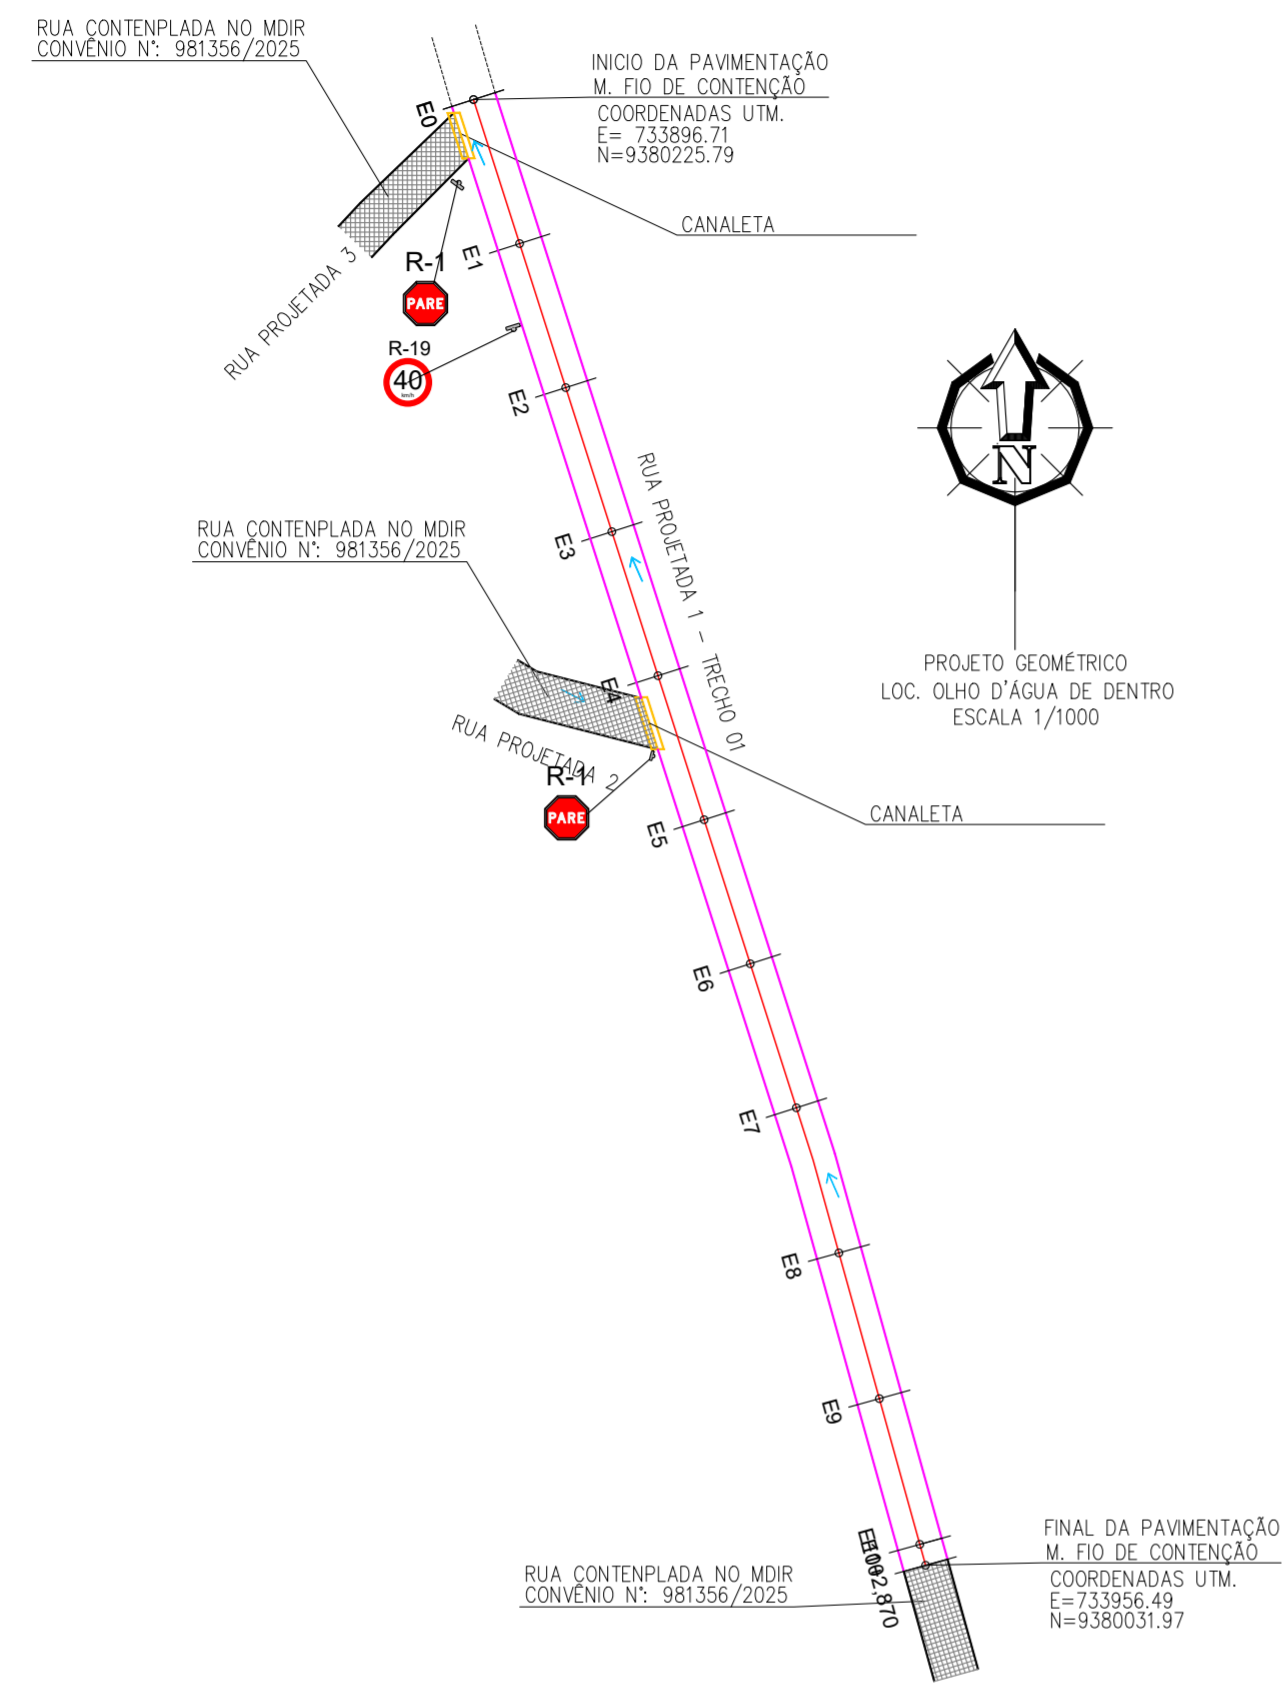 RUA CONTENPLADA NO MDIR
CONVÊNIO N°: 981356/2025
INICIO DA PAVIMENTAÇÃO
M. FIO DE CONTENÇÃO
COORDENADAS UTM.
E= 733896.71
N=9380225.79
E0
CANALETA
E1
RUA PROJETADA 3
R-1
PARE
R-19
40
km/h
E2
N
RUA PROJETADA 1 - TRECHO 01
RUA CONTENPLADA NO MDIR
CONVÊNIO N°: 981356/2025
E3
PROJETO GEOMÉTRICO
LOC. OLHO D'ÁGUA DE DENTRO
ESCALA 1/1000
E4
RUA PROJETADA 2
R-1
PARE
CANALETA
E5
E6
E7
E8
E9
FINAL DA PAVIMENTAÇÃO
M. FIO DE CONTENÇÃO
COORDENADAS UTM.
E=733956.49
N=9380031.97
RUA CONTENPLADA NO MDIR
CONVÊNIO N°: 981356/2025